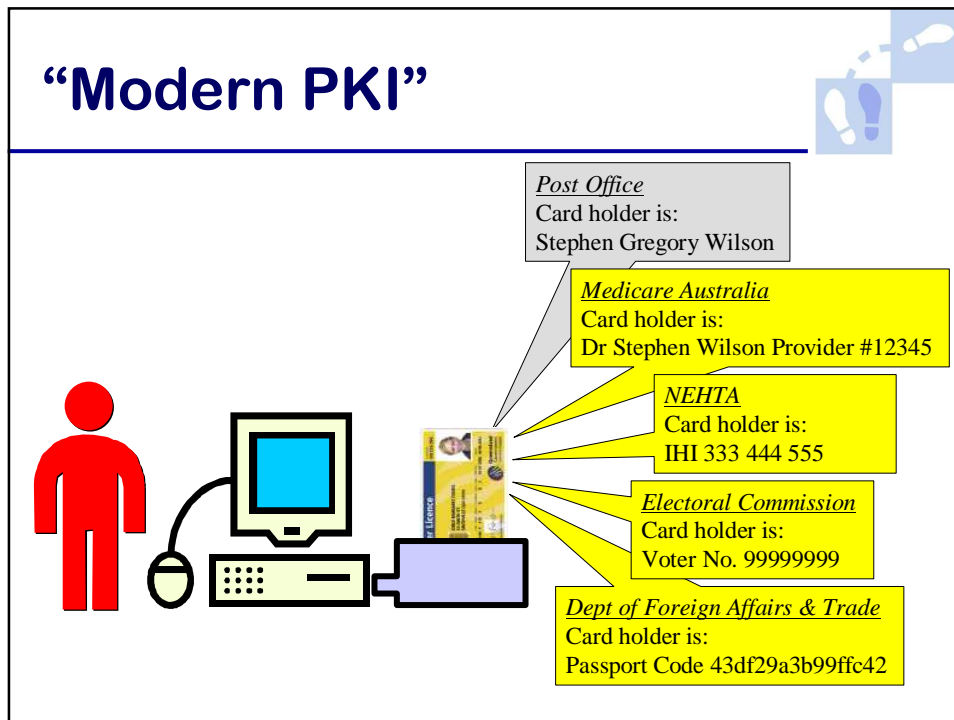 “Modern PKI”
Post Office
Card holder is:
Stephen Gregory Wilson
Medicare Australia
Card holder is:
Dr Stephen Wilson Provider #12345
NEHTA
Card holder is:
IHI 333 444 555
Electoral Commission
Card holder is:
Voter No. 99999999
Dept of Foreign Affairs & Trade
Card holder is:
Passport Code 43df29a3b99ffc42
er Licence